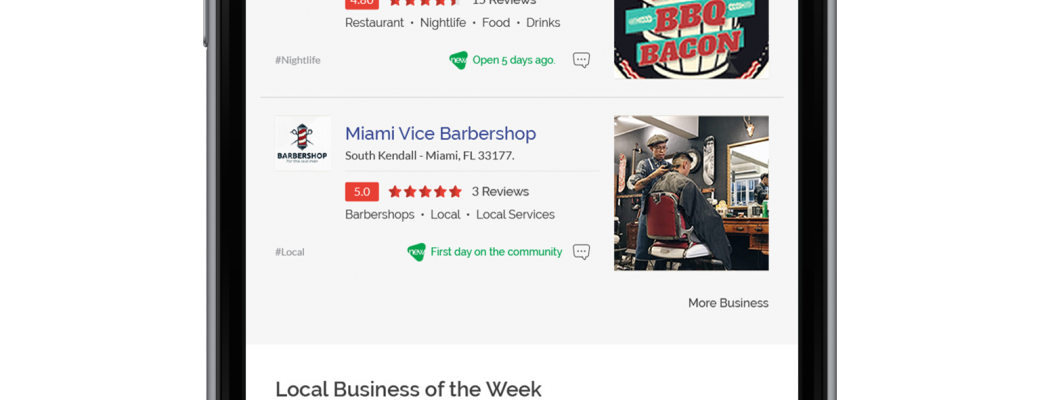 4.80 15 Reviews
Restaurant • Nightlife • Food • Drinks
#Nightlife
new Open 5 days ago.
BBQ
BACON
BARBERSHOP
Miami Vice Barbershop
South Kendall - Miami, FL 33177.
5.0 3 Reviews
Barbershops • Local • Local Services
#Local
new First day on the community
More Business
Local Business of the Week